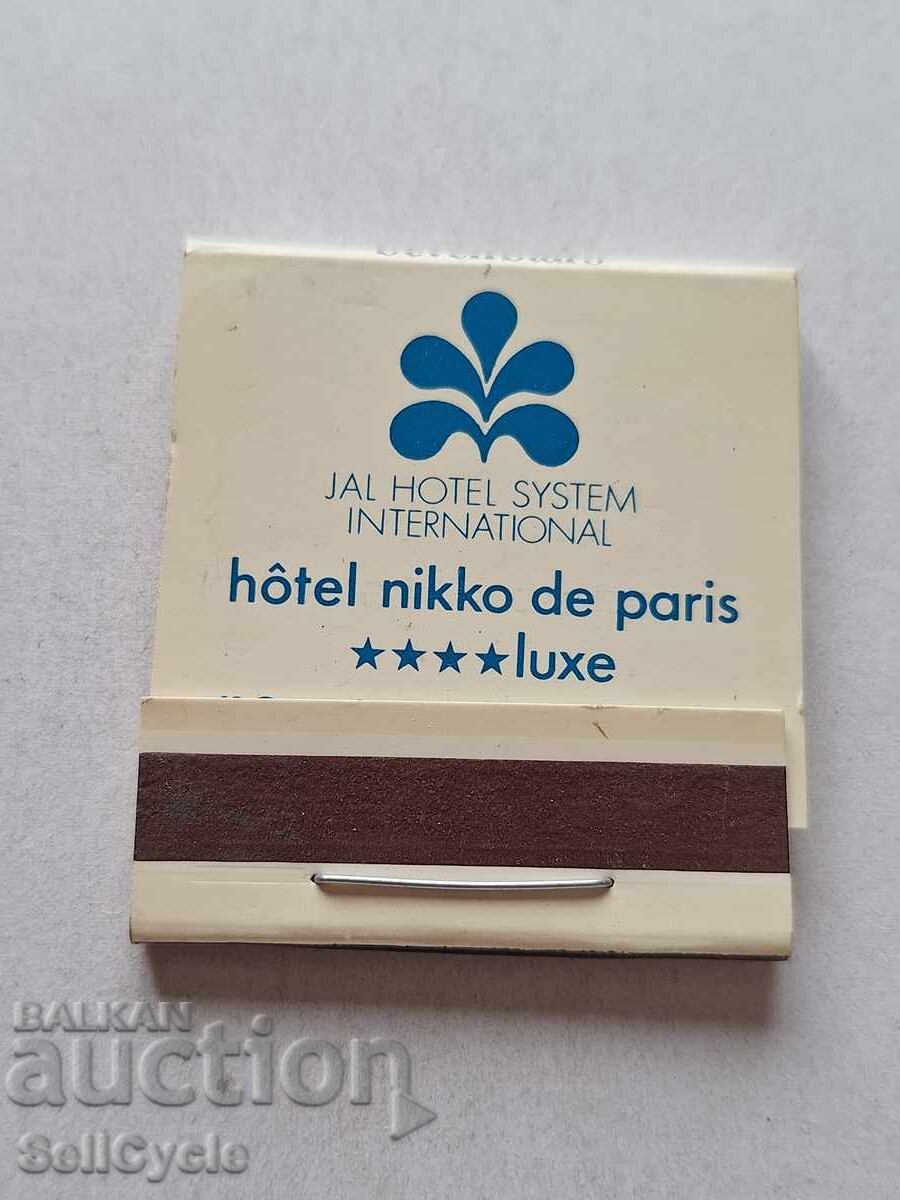 JAL HOTEL SYSTEM
INTERNATIONAL
hôtel nikko de paris
★★★★luxe
BALKAN
auction
SellCycle